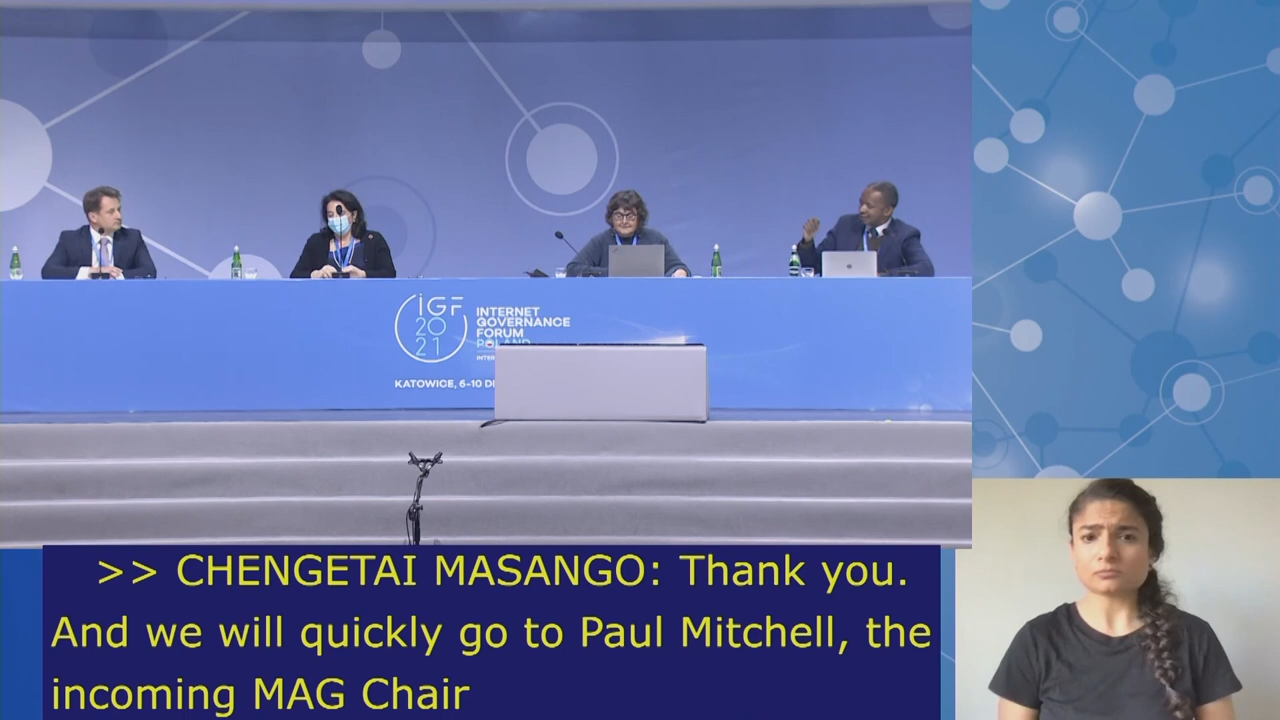 IGF
20
21
INTERNET
GOVERNANCE
FORUM
POLAND
KATOWICE, 6-10
>> CHENGETAI MASANGO: Thank you.
And we will quickly go to Paul Mitchell, the
incoming MAG Chair